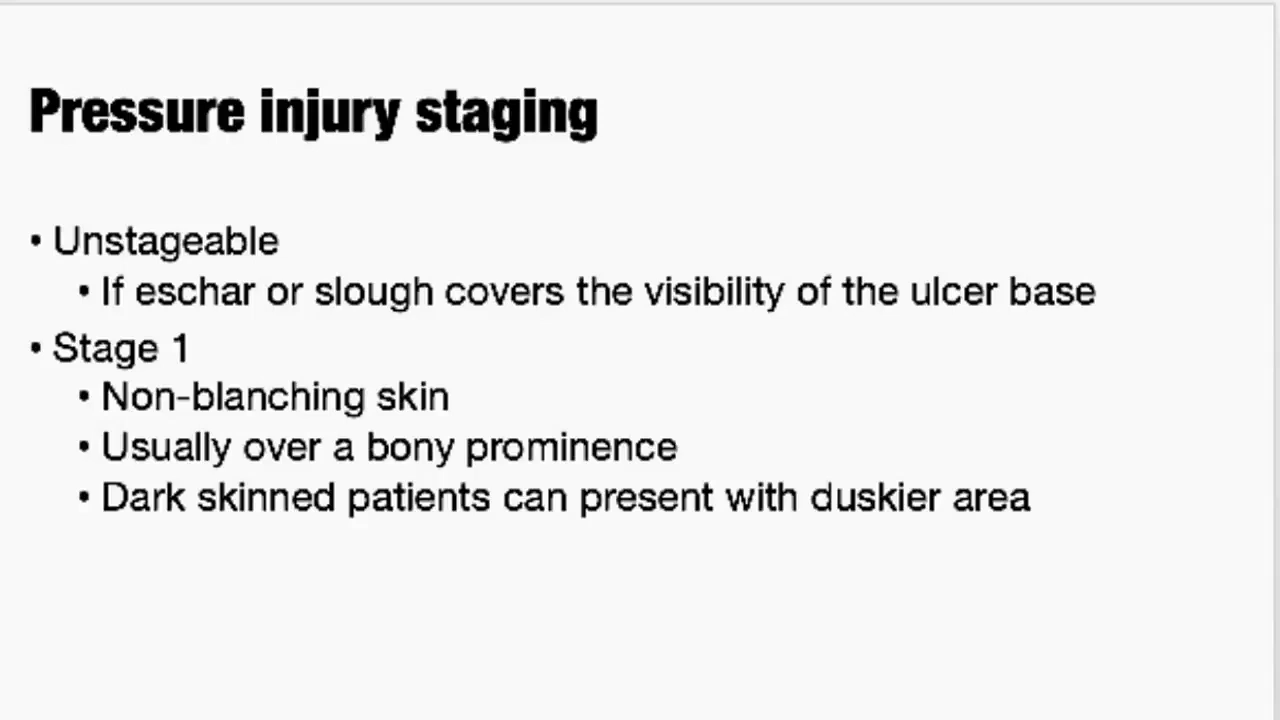 Pressure injury staging
• Unstageable
• If eschar or slough covers the visibility of the ulcer base
• Stage 1
• Non-blanching skin
• Usually over a bony prominence
• Dark skinned patients can present with duskier area